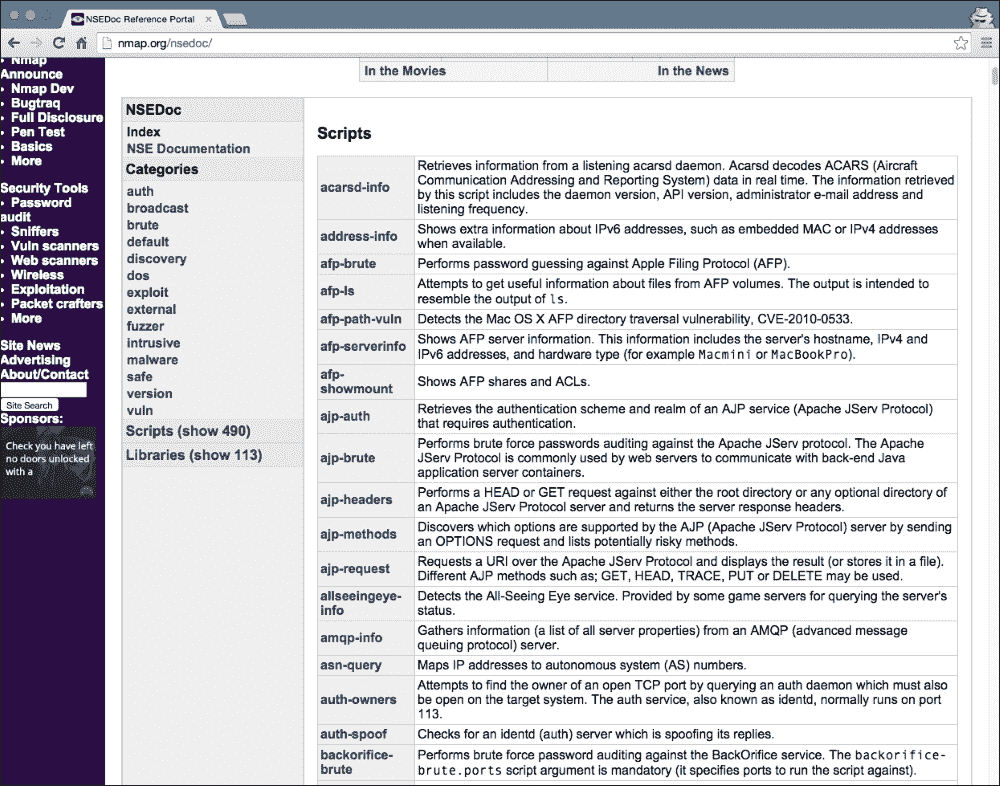 NSEDoc Reference Portal
nmap.org/nsedoc/
Nmap
Announce
• Nmap Dev
• Bugtraq
• Full Disclosure
• Pen Test
• Basics
• More
Security Tools
• Password
audit
• Sniffers
• Vuln scanners
• Web scanners
• Wireless
• Exploitation
• Packet crafters
• More
Site News
Advertising
About/Contact
Site Search
Sponsors:
Check you have left
no doors unlocked
with a
In the Movies
In the News
NSEDoc
Index
NSE Documentation
Categories
auth
broadcast
brute
default
discovery
dos
exploit
external
fuzzer
intrusive
malware
safe
version
vuln
Scripts (show 490)
Libraries (show 113)
Scripts
acarsd-info
Retrieves information from a listening acarsd daemon. Acarsd decodes ACARS (Aircraft
Communication Addressing and Reporting System) data in real time. The information retrieved
by this script includes the daemon version, API version, administrator e-mail address and
listening frequency.
address-info
Shows extra information about IPv6 addresses, such as embedded MAC or IPv4 addresses
when available.
afp-brute
Performs password guessing against Apple Filing Protocol (AFP).
afp-ls
Attempts to get useful information about files from AFP volumes. The output is intended to
resemble the output of ls.
afp-path-vuln
Detects the Mac OS X AFP directory traversal vulnerability, CVE-2010-0533.
afp-serverinfo
Shows AFP server information. This information includes the server's hostname, IPv4 and
IPv6 addresses, and hardware type (for example Macmini or MacBookPro).
afp-
showmount
Shows AFP shares and ACLs.
ajp-auth
Retrieves the authentication scheme and realm of an AJP service (Apache JServ Protocol)
that requires authentication.
ajp-brute
Performs brute force passwords auditing against the Apache JServ protocol. The Apache
JServ Protocol is commonly used by web servers to communicate with back-end Java
application server containers.
ajp-headers
Performs a HEAD or GET request against either the root directory or any optional directory of
an Apache JServ Protocol server and returns the server response headers.
ajp-methods
Discovers which options are supported by the AJP (Apache JServ Protocol) server by sending
an OPTIONS request and lists potentially risky methods.
ajp-request
Requests a URI over the Apache JServ Protocol and displays the result (or stores it in a file).
Different AJP methods such as; GET, HEAD, TRACE, PUT or DELETE may be used.
allseeingeye-
info
Detects the All-Seeing Eye service. Provided by some game servers for querying the server's
status.
amqp-info
Gathers information (a list of all server properties) from an AMQP (advanced message
queuing protocol) server.
asn-query
Maps IP addresses to autonomous system (AS) numbers.
auth-owners
Attempts to find the owner of an open TCP port by querying an auth daemon which must also
be open on the target system. The auth service, also known as identd, normally runs on port
113.
auth-spoof
Checks for an identd (auth) server which is spoofing its replies.
backorifice-
brute
Performs brute force password auditing against the BackOrifice service. The backorifice-
brute.ports script argument is mandatory (it specifies ports to run the script against).